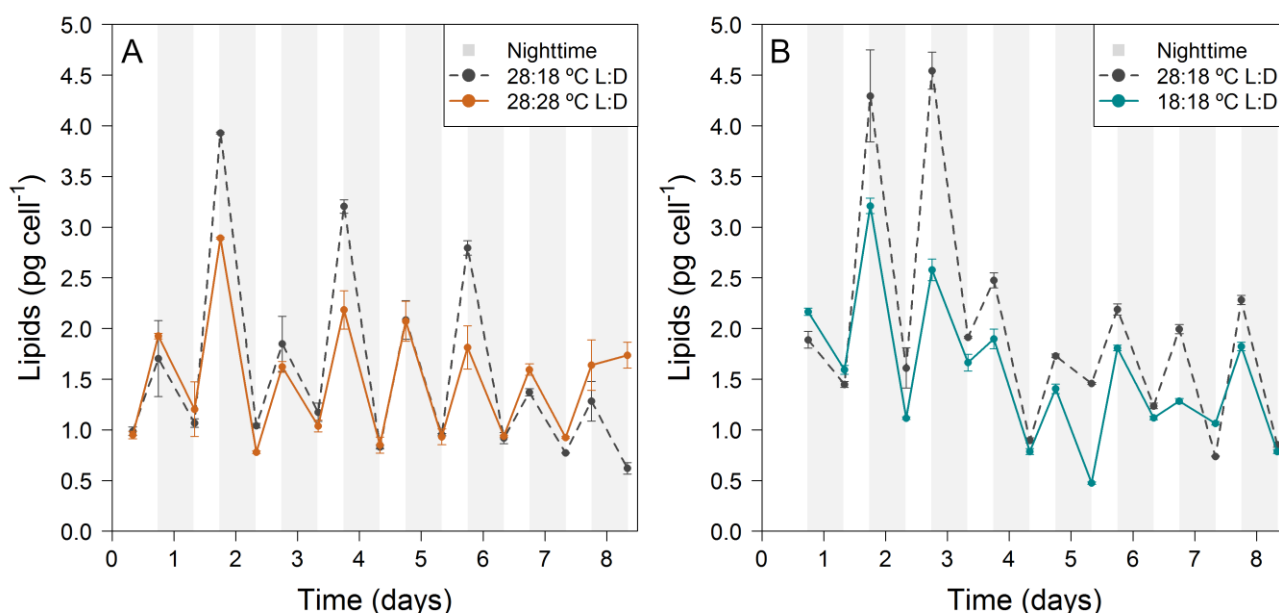 A
Nighttime
28:18 ºC L:D
28:28 ºC L:D
Lipids (pg cell⁻¹)
5.0
4.5
4.0
3.5
3.0
2.5
2.0
1.5
1.0
0.5
0.0
0 1 2 3 4 5 6 7 8
Time (days)
B
Nighttime
28:18 ºC L:D
18:18 ºC L:D
Lipids (pg cell⁻¹)
5.0
4.5
4.0
3.5
3.0
2.5
2.0
1.5
1.0
0.5
0.0
0 1 2 3 4 5 6 7 8
Time (days)